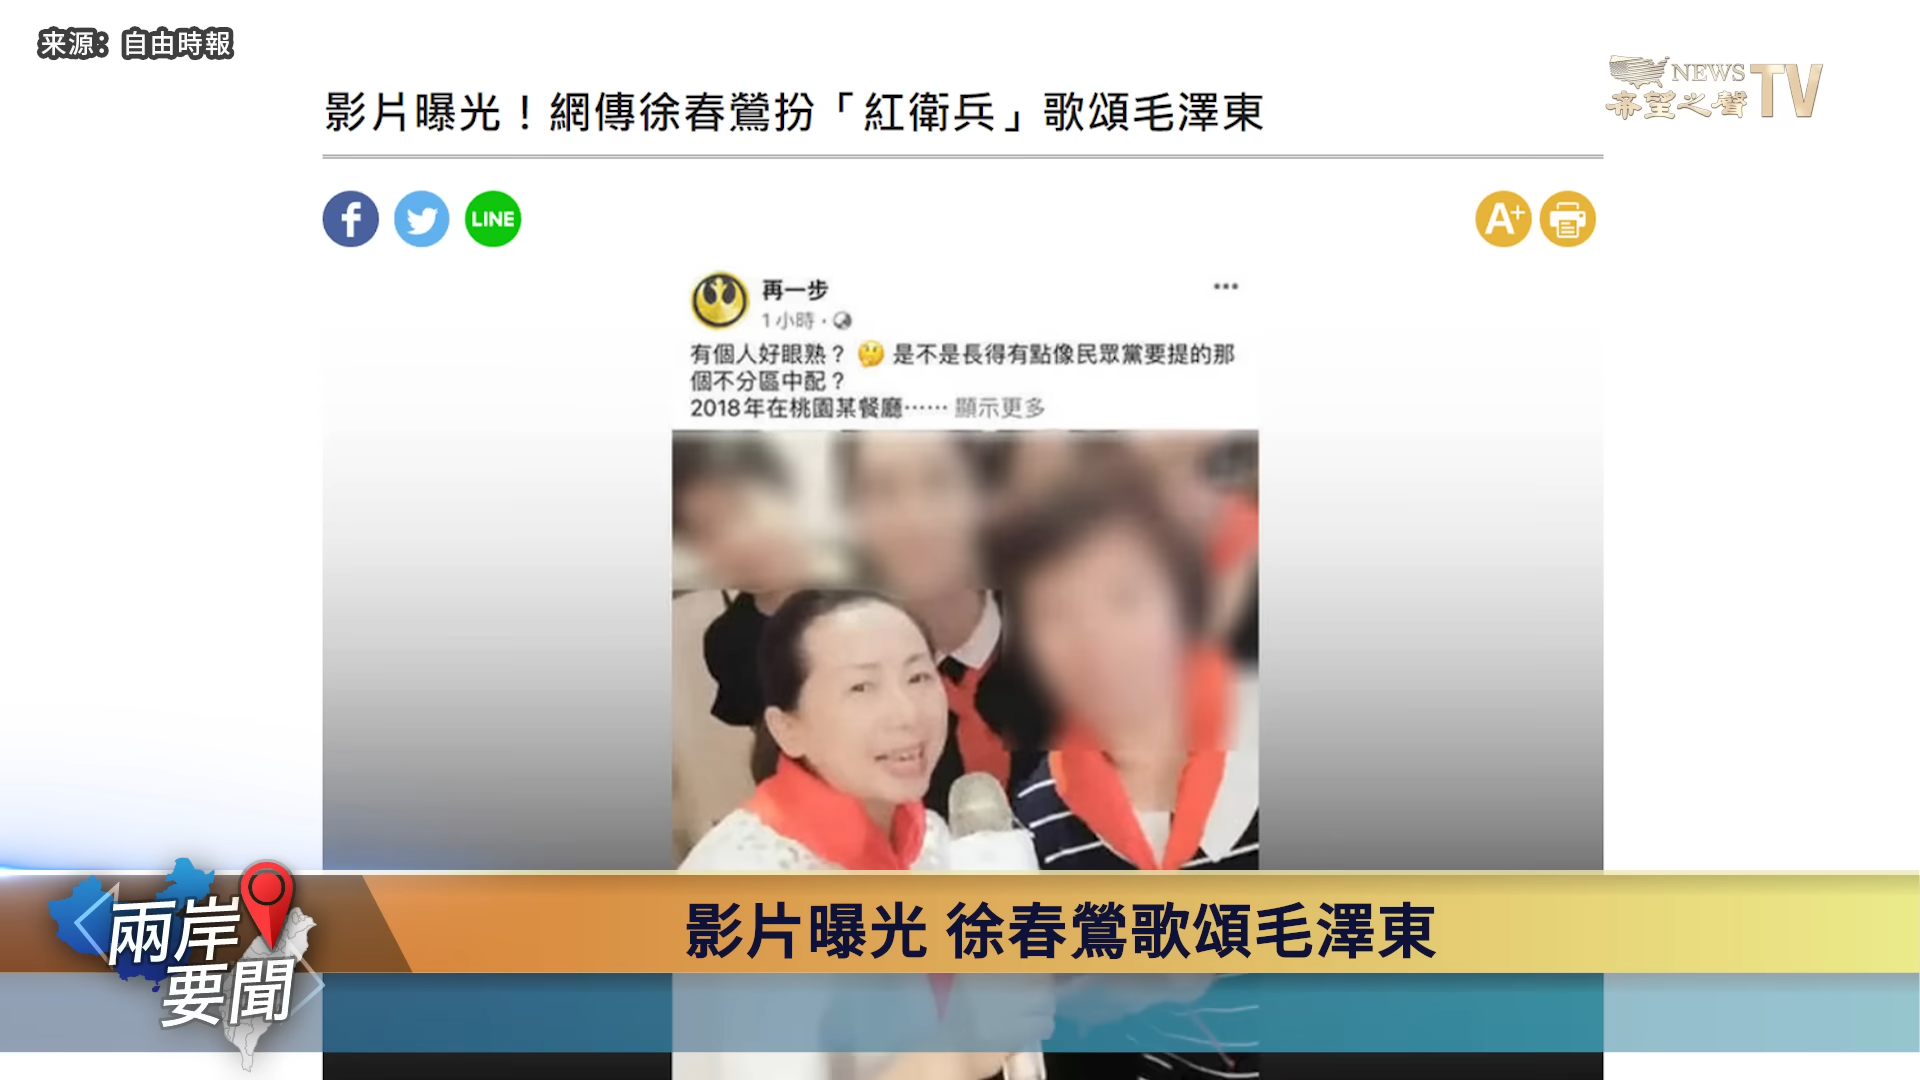 来源：自由時報
NEWS
希望之聲TV
影片曝光！網傳徐春鶯扮「紅衛兵」歌頌毛澤東
f
LINE
A+
再一步
1 小時 ·
有個人好眼熟？🤔 是不是長得有點像民眾黨要提的那
個不分區中配？
2018年在桃園某餐廳⋯⋯ 顯示更多
影片曝光 徐春鶯歌頌毛澤東
兩岸
要聞